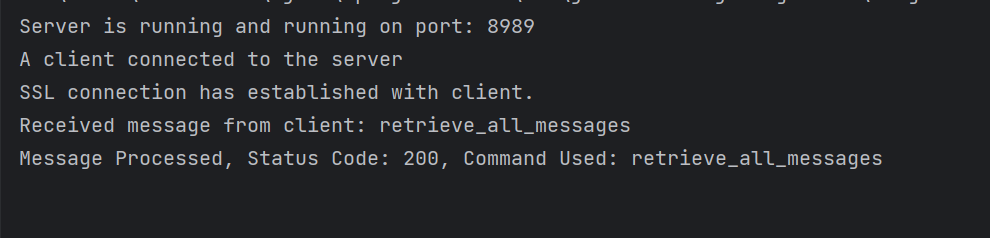 Server is running and running on port: 8989
A client connected to the server
SSL connection has established with client.
Received message from client: retrieve_all_messages
Message Processed, Status Code: 200, Command Used: retrieve_all_messages